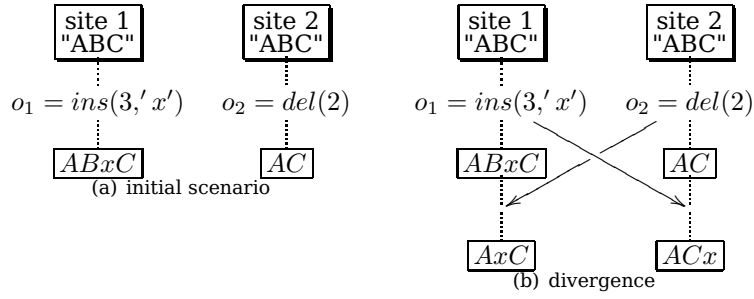 site 1
"ABC"
site 2
"ABC"
o₁ = ins(3,′ x′)
o₂ = del(2)
ABxC
AC
(a) initial scenario
site 1
"ABC"
site 2
"ABC"
o₁ = ins(3,′ x′)
o₂ = del(2)
ABxC
AC
AxC
ACx
(b) divergence